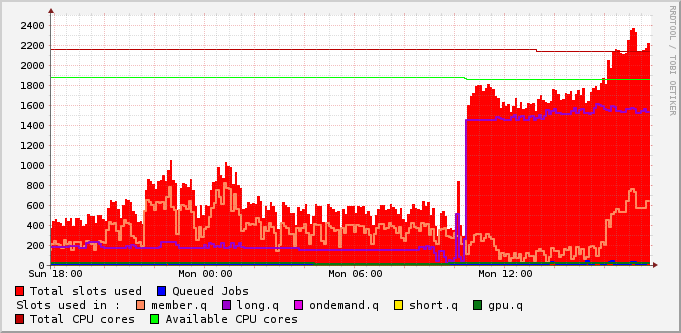 RRDTOOL / TOBI OETIKER
2400
2200
2000
1800
1600
1400
1200
1000
800
600
400
200
0
Sun 18:00 Mon 00:00 Mon 06:00 Mon 12:00
Total slots used Queued Jobs
Slots used in : member.q long.q ondemand.q short.q gpu.q
Total CPU cores Available CPU cores